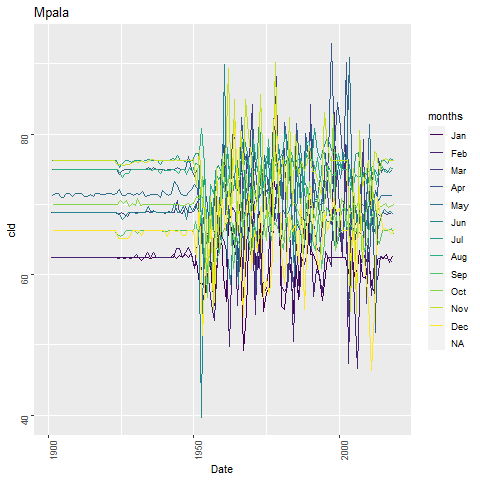 Mpala
cld
80
60
40
1900
1950
2000
Date
months
Jan
Feb
Mar
Apr
May
Jun
Jul
Aug
Sep
Oct
Nov
Dec
NA